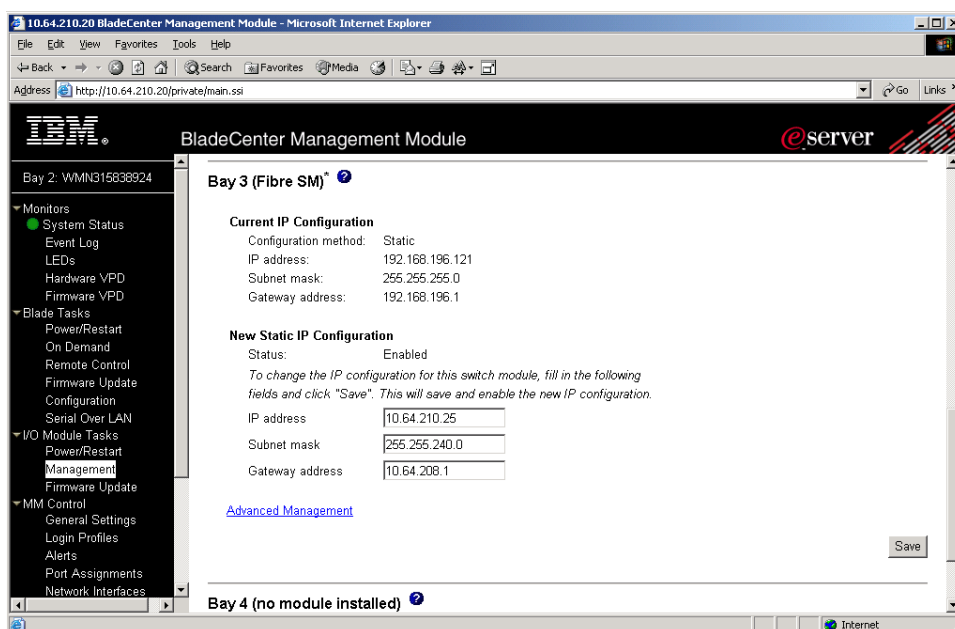 10.64.210.20 BladeCenter Management Module - Microsoft Internet Explorer
File Edit View Favorites Tools Help
Back Search Favorites Media
Address http://10.64.210.20/private/main.ssi Go Links »
IBM. BladeCenter Management Module eserver
Bay 2: WMN315838924
Monitors
System Status
Event Log
LEDs
Hardware VPD
Firmware VPD
Blade Tasks
Power/Restart
On Demand
Remote Control
Firmware Update
Configuration
Serial Over LAN
I/O Module Tasks
Power/Restart
Management
Firmware Update
MM Control
General Settings
Login Profiles
Alerts
Port Assignments
Network Interfaces
Bay 3 (Fibre SM)* ?
Current IP Configuration
Configuration method: Static
IP address: 192.168.196.121
Subnet mask: 255.255.255.0
Gateway address: 192.168.196.1
New Static IP Configuration
Status: Enabled
To change the IP configuration for this switch module, fill in the following
fields and click "Save". This will save and enable the new IP configuration.
IP address 10.64.210.25
Subnet mask 255.255.240.0
Gateway address 10.64.208.1
Advanced Management
Save
Bay 4 (no module installed) ?
Internet